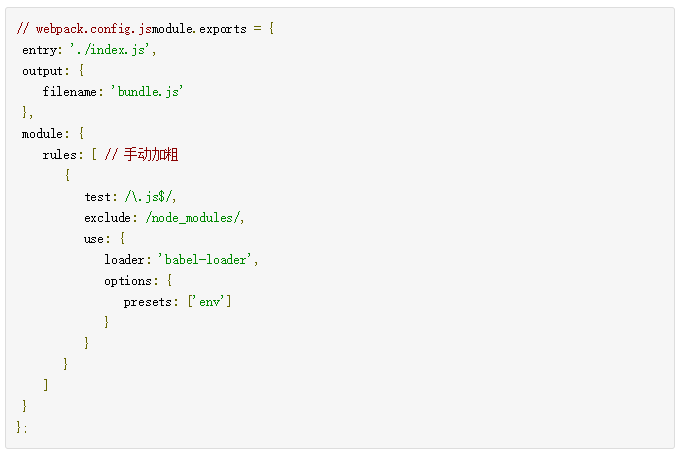 // webpack.config.jsmodule.exports = {
 entry: './index.js',
 output: {
    filename: 'bundle.js'
 },
 module: {
    rules: [ // 手动加粗
       {
          test: /\.js$/,
          exclude: /node_modules/,
          use: {
             loader: 'babel-loader',
             options: {
                presets: ['env']
             }
          }
       }
    ]
 }
};